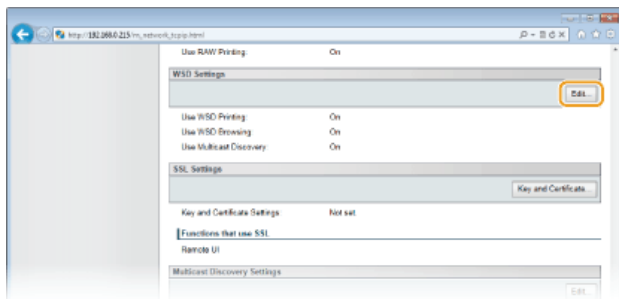 http://192.168.0.215/m_network_tcpip.html
Use RAW Printing: On
WSD Settings
Edit...
Use WSD Printing: On
Use WSD Browsing: On
Use Multicast Discovery: On
SSL Settings
Key and Certificate...
Key and Certificate Settings: Not set
Functions that use SSL
Remote UI
Multicast Discovery Settings
Edit...